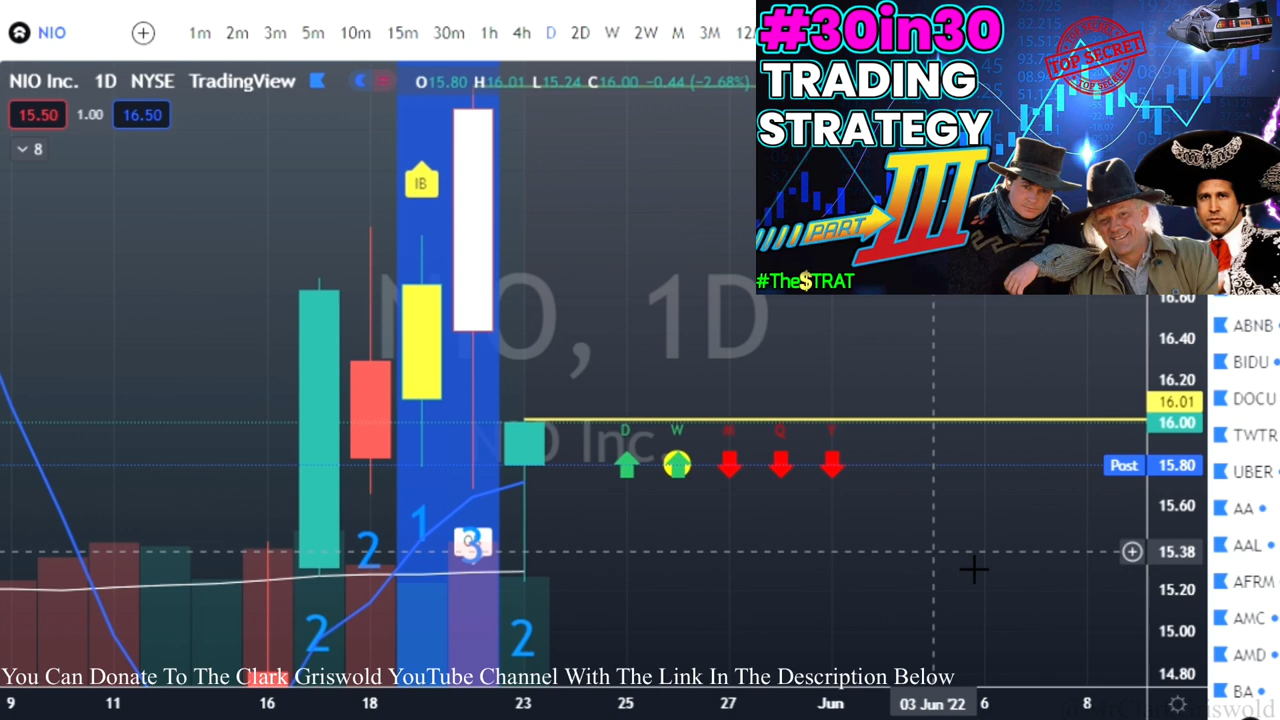 NIO
1m 2m 3m 5m 10m 15m 30m 1h 4h D 2D W 2W M 3M 12M
NIO Inc. 1D NYSE TradingView
O15.80 H16.01 L15.24 C16.00 −0.44 (−2.68%)
15.50 1.00 16.50
8
#30in30
TRADING
STRATEGY
PART III
TOP SECRET
#The$TRAT
IB
NIO, 1D
NIO Inc.
D W M Q Y
2
1
3
2
2
16.60
16.40
16.20
16.01
16.00
Post 15.80
15.60
15.38
15.20
15.00
14.80
ABNB
BIDU
DOCU
TWTR
UBER
AA
AAL
AFRM
AMC
AMD
BA
You Can Donate To The Clark Griswold YouTube Channel With The Link In The Description Below
9 11 16 18 23 25 27 Jun 03 Jun '22 6 8